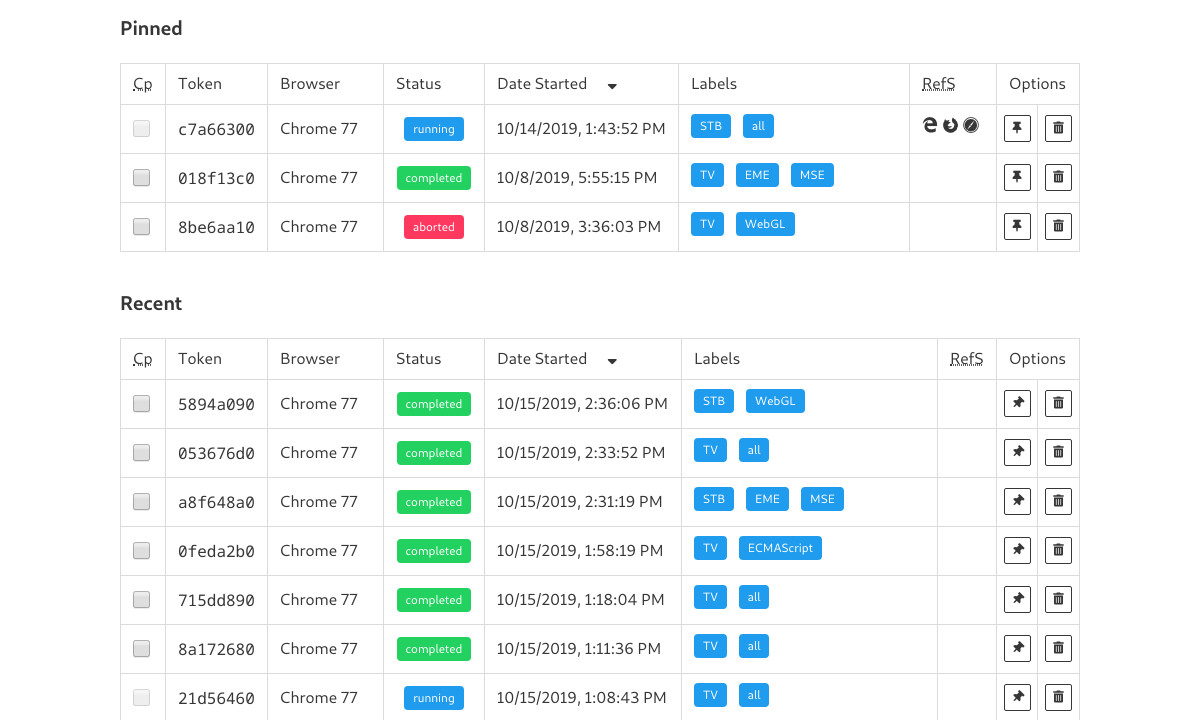 Pinned
Cp Token Browser Status Date Started Labels RefS Options
c7a66300 Chrome 77 running 10/14/2019, 1:43:52 PM STB all
018f13c0 Chrome 77 completed 10/8/2019, 5:55:15 PM TV EME MSE
8be6aa10 Chrome 77 aborted 10/8/2019, 3:36:03 PM TV WebGL
Recent
Cp Token Browser Status Date Started Labels RefS Options
5894a090 Chrome 77 completed 10/15/2019, 2:36:06 PM STB WebGL
053676d0 Chrome 77 completed 10/15/2019, 2:33:52 PM TV all
a8f648a0 Chrome 77 completed 10/15/2019, 2:31:19 PM STB EME MSE
0feda2b0 Chrome 77 completed 10/15/2019, 1:58:19 PM TV ECMAScript
715dd890 Chrome 77 completed 10/15/2019, 1:18:04 PM TV all
8a172680 Chrome 77 completed 10/15/2019, 1:11:36 PM TV all
21d56460 Chrome 77 running 10/15/2019, 1:08:43 PM TV all